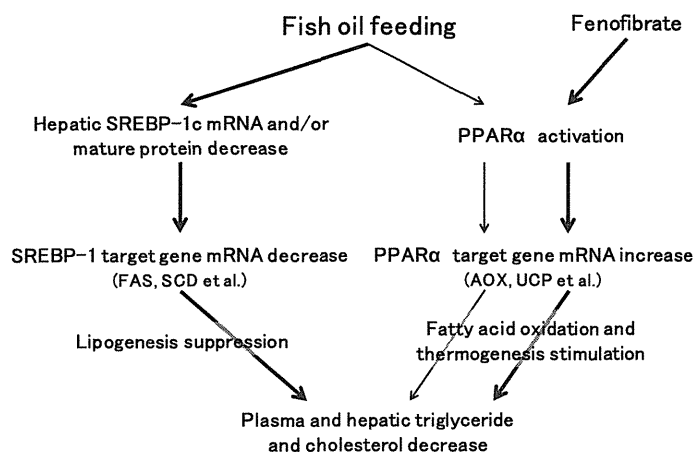 Fish oil feeding
Fenofibrate
Hepatic SREBP-1c mRNA and/or
mature protein decrease
PPARα activation
SREBP-1 target gene mRNA decrease
(FAS, SCD et al.)
PPARα target gene mRNA increase
(AOX, UCP et al.)
Lipogenesis suppression
Fatty acid oxidation and
thermogenesis stimulation
Plasma and hepatic triglyceride
and cholesterol decrease